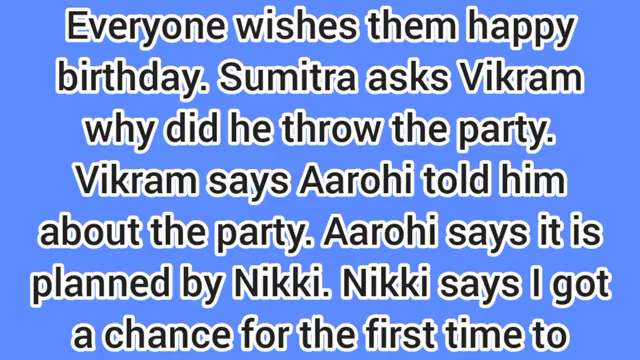 Everyone wishes them happy
birthday. Sumitra asks Vikram
why did he throw the party.
Vikram says Aarohi told him
about the party. Aarohi says it is
planned by Nikki. Nikki says I got
a chance for the first time to